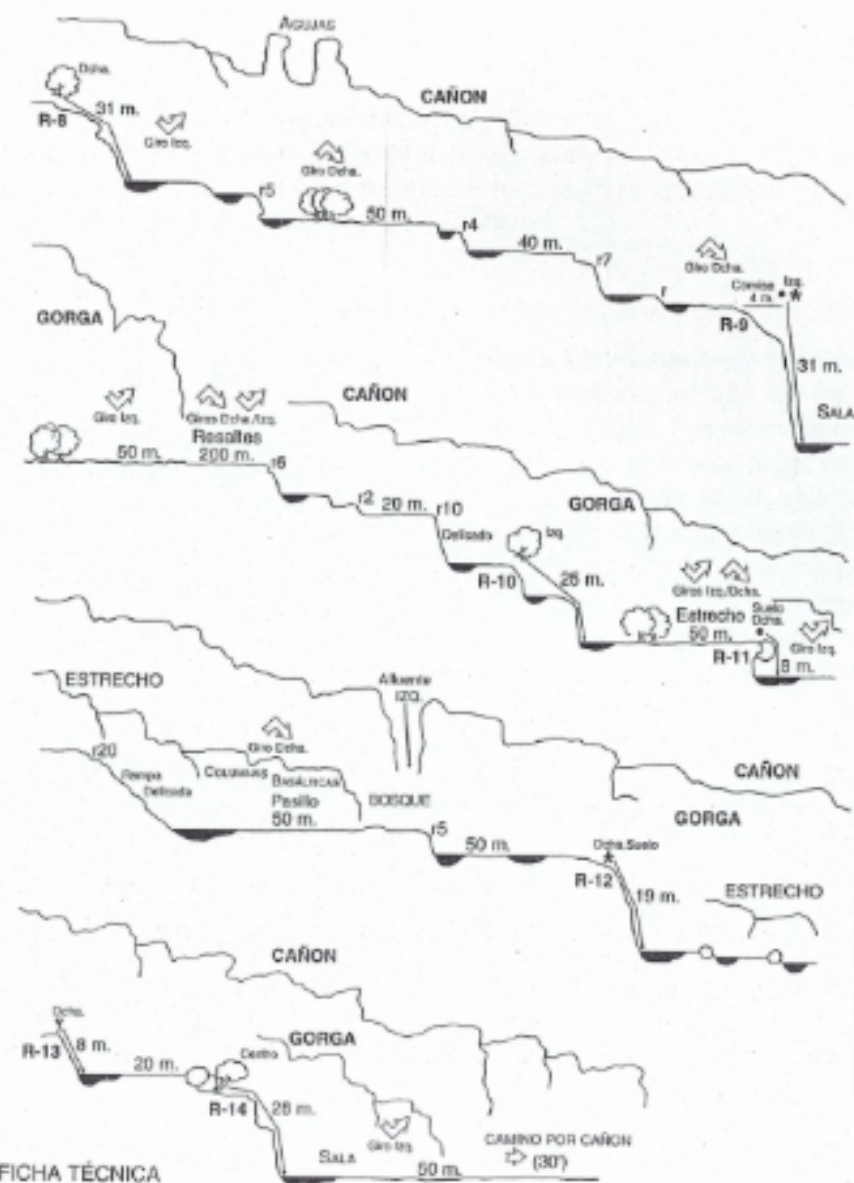 AGUJAS
Dcha.
CAÑON
31 m.
R-8
Giro Izq.
Giro Dcha.
r5
50 m.
r4
40 m.
r7
Giro Dcha.
r
Cornisa
4 m.
Izq.
R-9
31 m.
SALA
GORGA
CAÑON
Giro Izq.
Giros Dcha./Izq.
Resaltes
50 m.
200 m.
r6
r2
20 m.
r10
GORGA
Delicado
Izq.
R-10
26 m.
Giros Izq./Dcha.
Estrecho
50 m.
Suelo
Dcha.
Giro Izq.
R-11
8 m.
ESTRECHO
Afluente
IZQ.
Giro Dcha.
r20
Rampa
Delicada
COLUMNAS
BASÁLTICAS
Pasillo
50 m.
BOSQUE
CAÑON
GORGA
r5
50 m.
Dcha. Suelo
R-12
19 m.
ESTRECHO
CAÑON
Dcha.
GORGA
R-13
8 m.
20 m.
Centro
R-14
28 m.
Giro Izq.
SALA
50 m.
CAMINO POR CAÑON
(30')
FICHA TÉCNICA